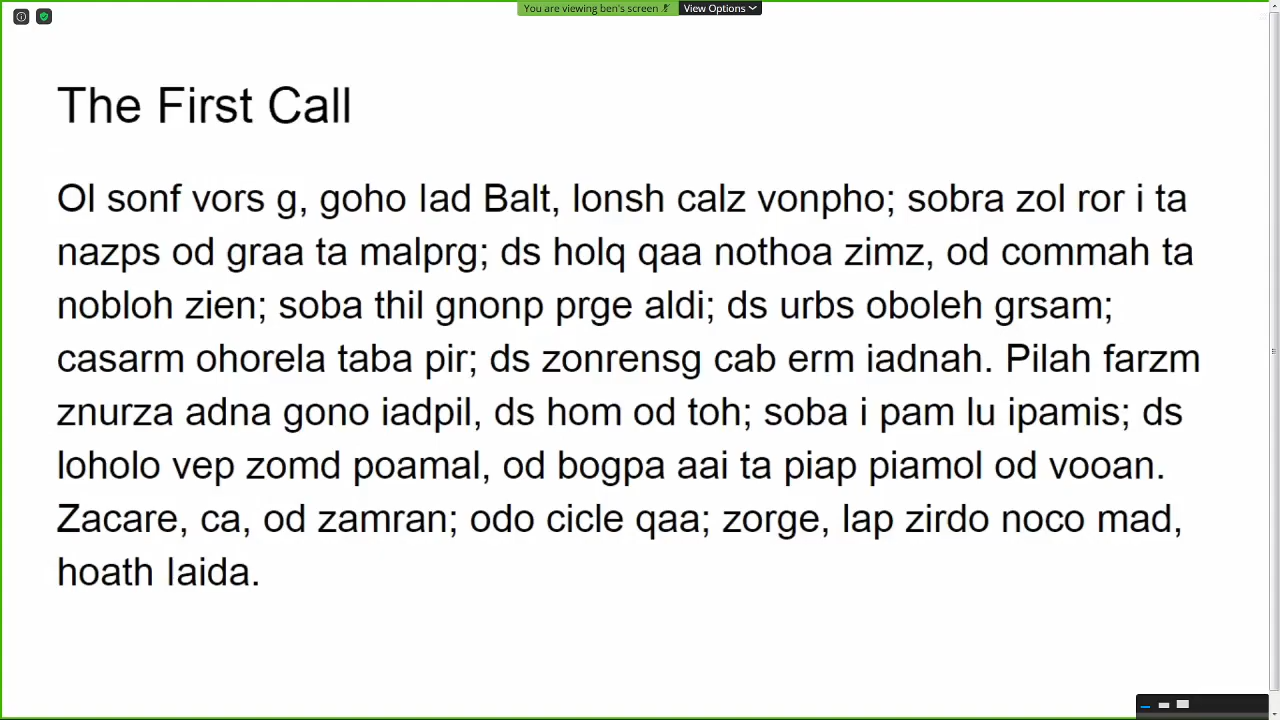 You are viewing ben's screen
View Options
The First Call
Ol sonf vors g, goho Iad Balt, lonsh calz vonpho; sobra zol ror i ta
nazps od graa ta malprg; ds holq qaa nothoa zimz, od commah ta
nobloh zien; soba thil gnonp prge aldi; ds urbs oboleh grsam;
casarm ohorela taba pir; ds zonrensg cab erm iadnah. Pilah farzm
znurza adna gono iadpil, ds hom od toh; soba i pam lu ipamis; ds
loholo vep zomd poamal, od bogpa aai ta piap piamol od vooan.
Zacare, ca, od zamran; odo cicle qaa; zorge, lap zirdo noco mad,
hoath Iaida.